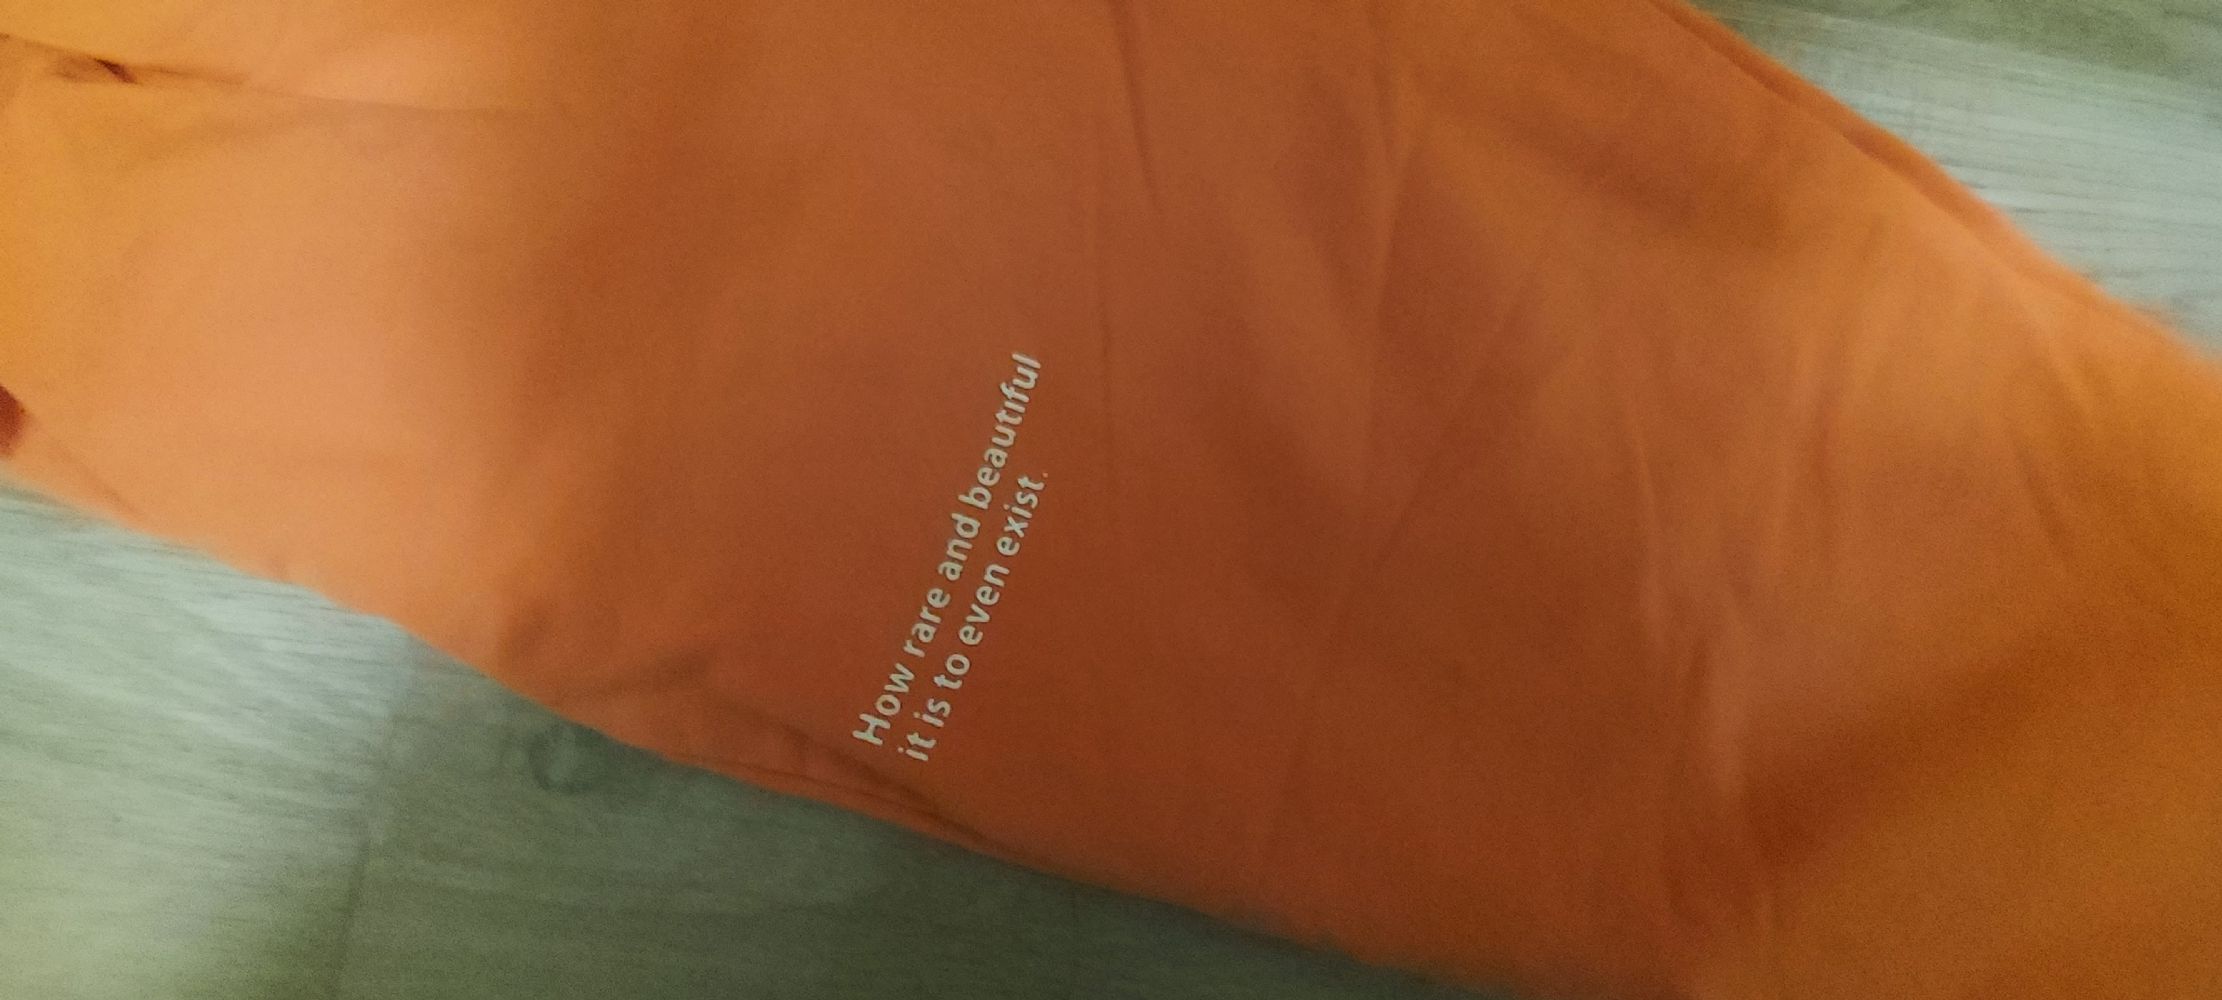 How rare and beautiful
it is to even exist.